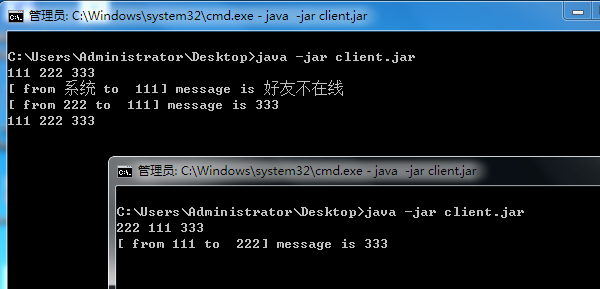 管理员: C:\Windows\system32\cmd.exe - java -jar client.jar
C:\Users\Administrator\Desktop>java -jar client.jar
111 222 333
[ from 系统 to  111] message is 好友不在线
[ from 222 to  111] message is 333
111 222 333
管理员: C:\Windows\system32\cmd.exe - java -jar client.jar
C:\Users\Administrator\Desktop>java -jar client.jar
222 111 333
[ from 111 to  222] message is 333